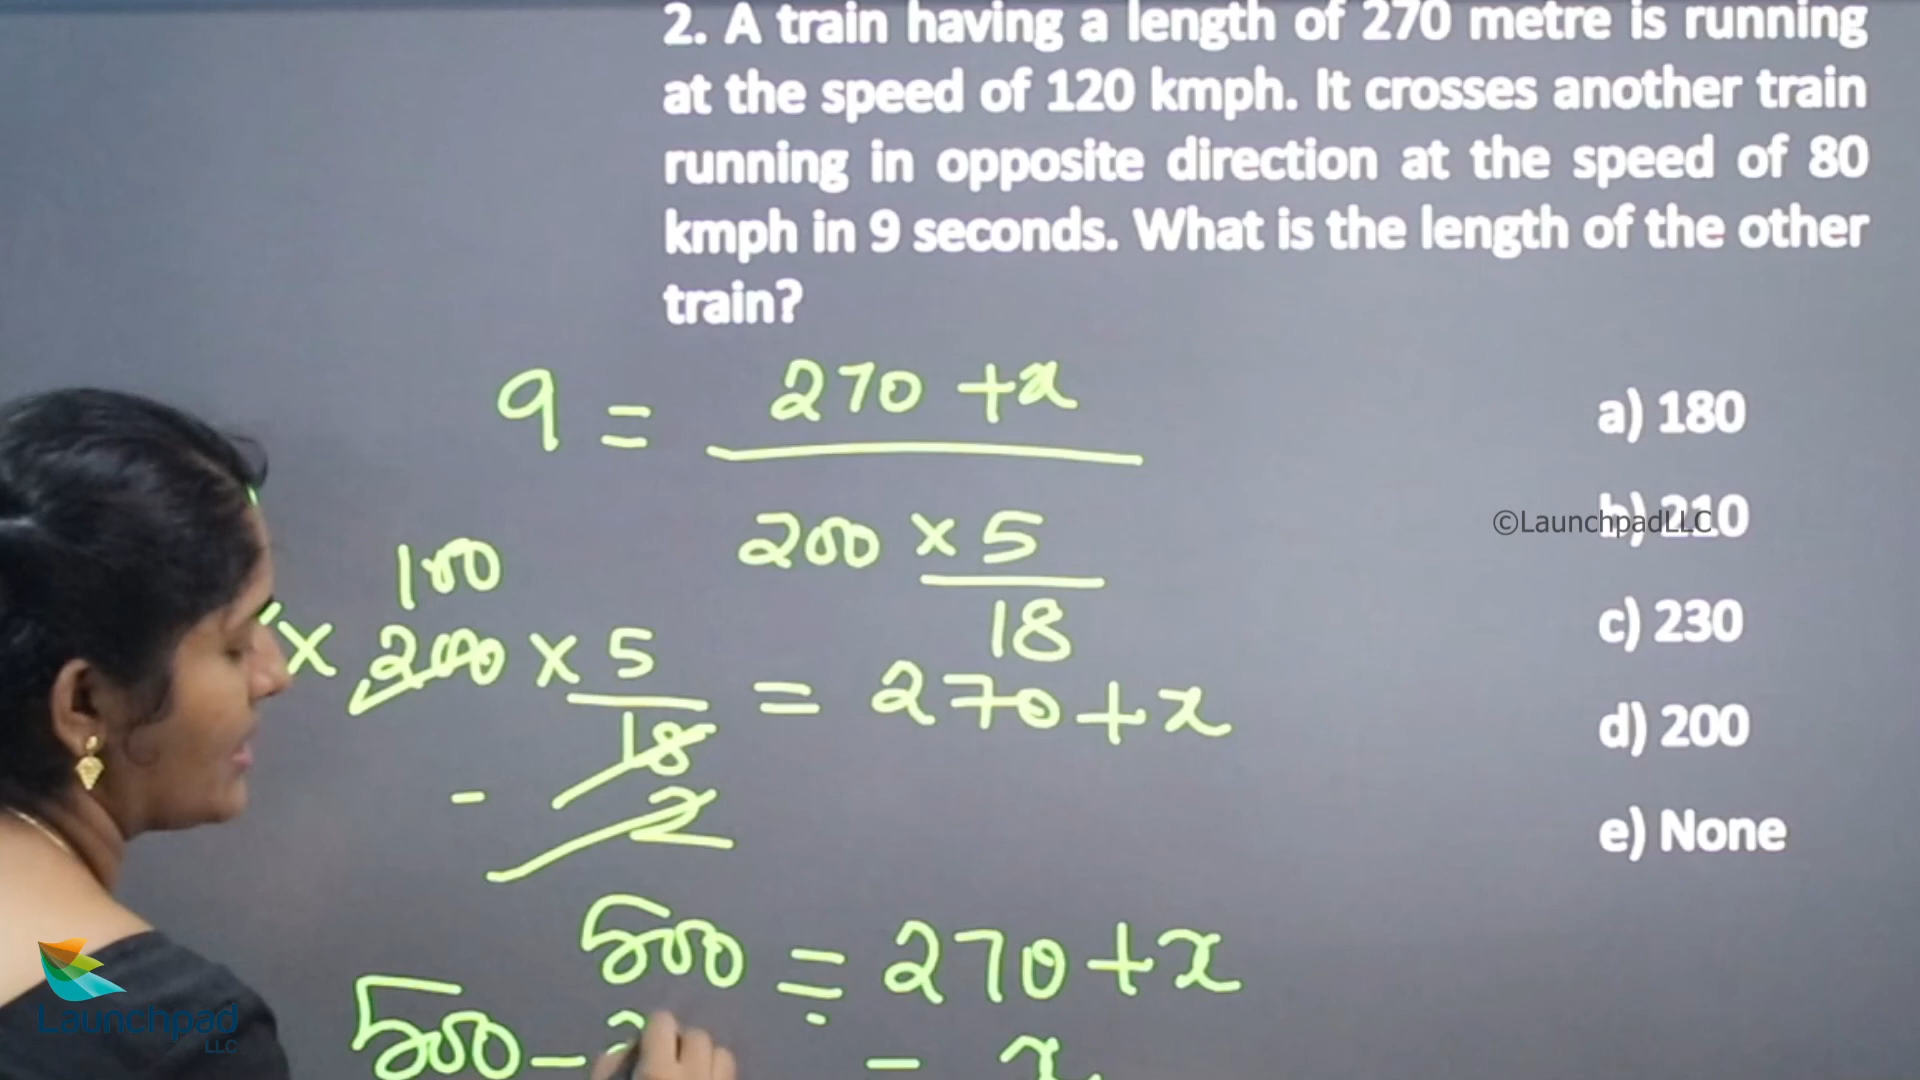 2. A train having a length of 270 metre is running
at the speed of 120 kmph. It crosses another train
running in opposite direction at the speed of 80
kmph in 9 seconds. What is the length of the other
train?
9 = 270 + x
200 × 5
18
100
× 200 × 5
18
2
= 270 + x
500 = 270 + x
500 -
- x
a) 180
b) 210
©LaunchpadLLC
c) 230
d) 200
e) None
Launchpad
LLC